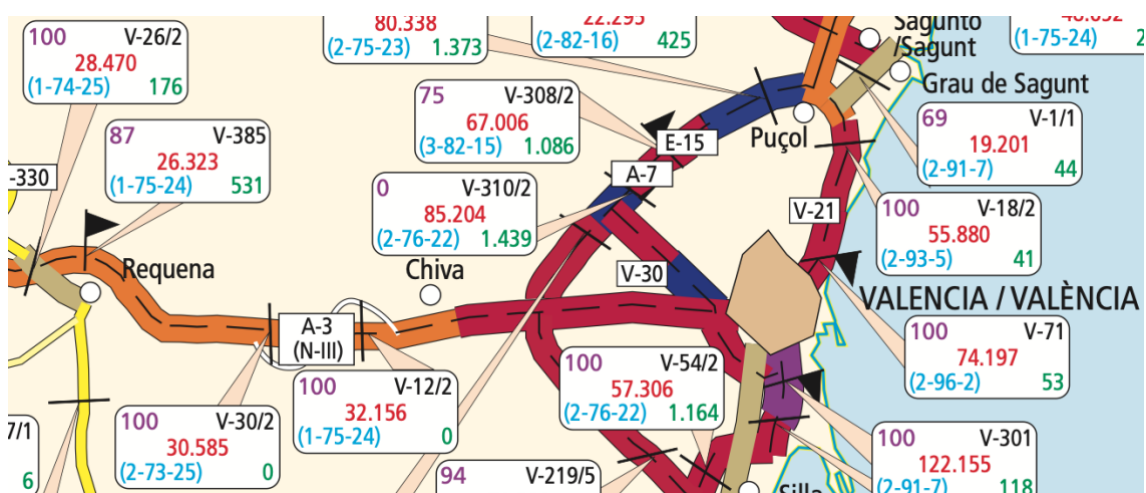 80.338
(2-75-23) 1.373
22.295
(2-82-16) 425
Sagunto
/Sagunt
(1-75-24)
100 V-26/2
28.470
(1-74-25) 176
Grau de Sagunt
75 V-308/2
67.006
(3-82-15) 1.086
Puçol
69 V-1/1
19.201
(2-91-7) 44
87 V-385
26.323
(1-75-24) 531
E-15
A-7
-330
0 V-310/2
85.204
(2-76-22) 1.439
V-21
100 V-18/2
55.880
(2-93-5) 41
Requena
Chiva
V-30
VALENCIA / VALÈNCIA
A-3
(N-III)
100 V-71
74.197
(2-96-2) 53
100 V-54/2
57.306
(2-76-22) 1.164
100 V-12/2
32.156
(1-75-24) 0
100 V-30/2
30.585
(2-73-25) 0
7/1
6
100 V-301
122.155
(2-91-7) 118
94 V-219/5
Silla